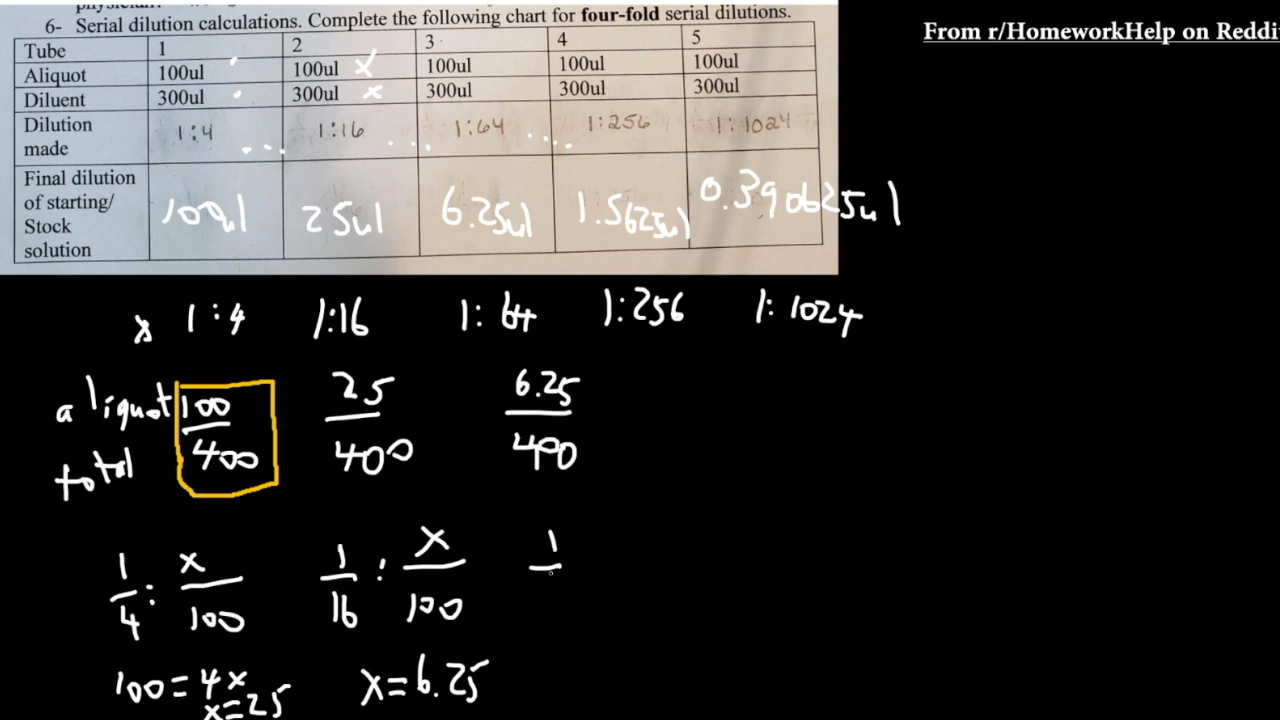 physician.
6- Serial dilution calculations. Complete the following chart for four-fold serial dilutions.
From r/HomeworkHelp on Reddi
Tube 1 2 3 4 5
Aliquot 100ul 100ul x 100ul 100ul 100ul
Diluent 300ul 300ul x 300ul 300ul 300ul
Dilution made 1:4 1:16 1:64 1:256 1:1024
Final dilution
of starting/
Stock
solution
100ul 25ul 6.25ul 1.5625ul 0.390625ul
x 1:4 1:16 1:64 1:256 1:1024
aliquot 100 25 6.25
total 400 400 400
1 x 1 x 1
4 : 100 16 : 100
100=4x x=6.25
x=25